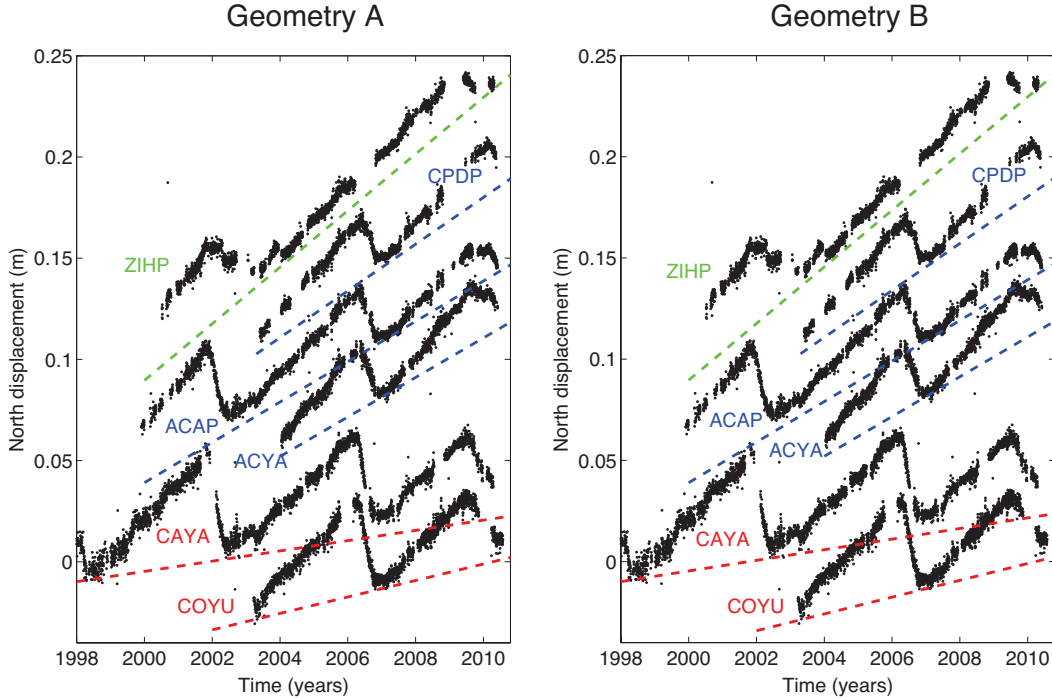 Geometry A
North displacement (m)
0.25
0.2
0.15
0.1
0.05
0
ZIHP
CPDP
ACAP
ACYA
CAYA
COYU
1998 2000 2002 2004 2006 2008 2010
Time (years)
Geometry B
North displacement (m)
0.25
0.2
0.15
0.1
0.05
0
ZIHP
CPDP
ACAP
ACYA
CAYA
COYU
1998 2000 2002 2004 2006 2008 2010
Time (years)